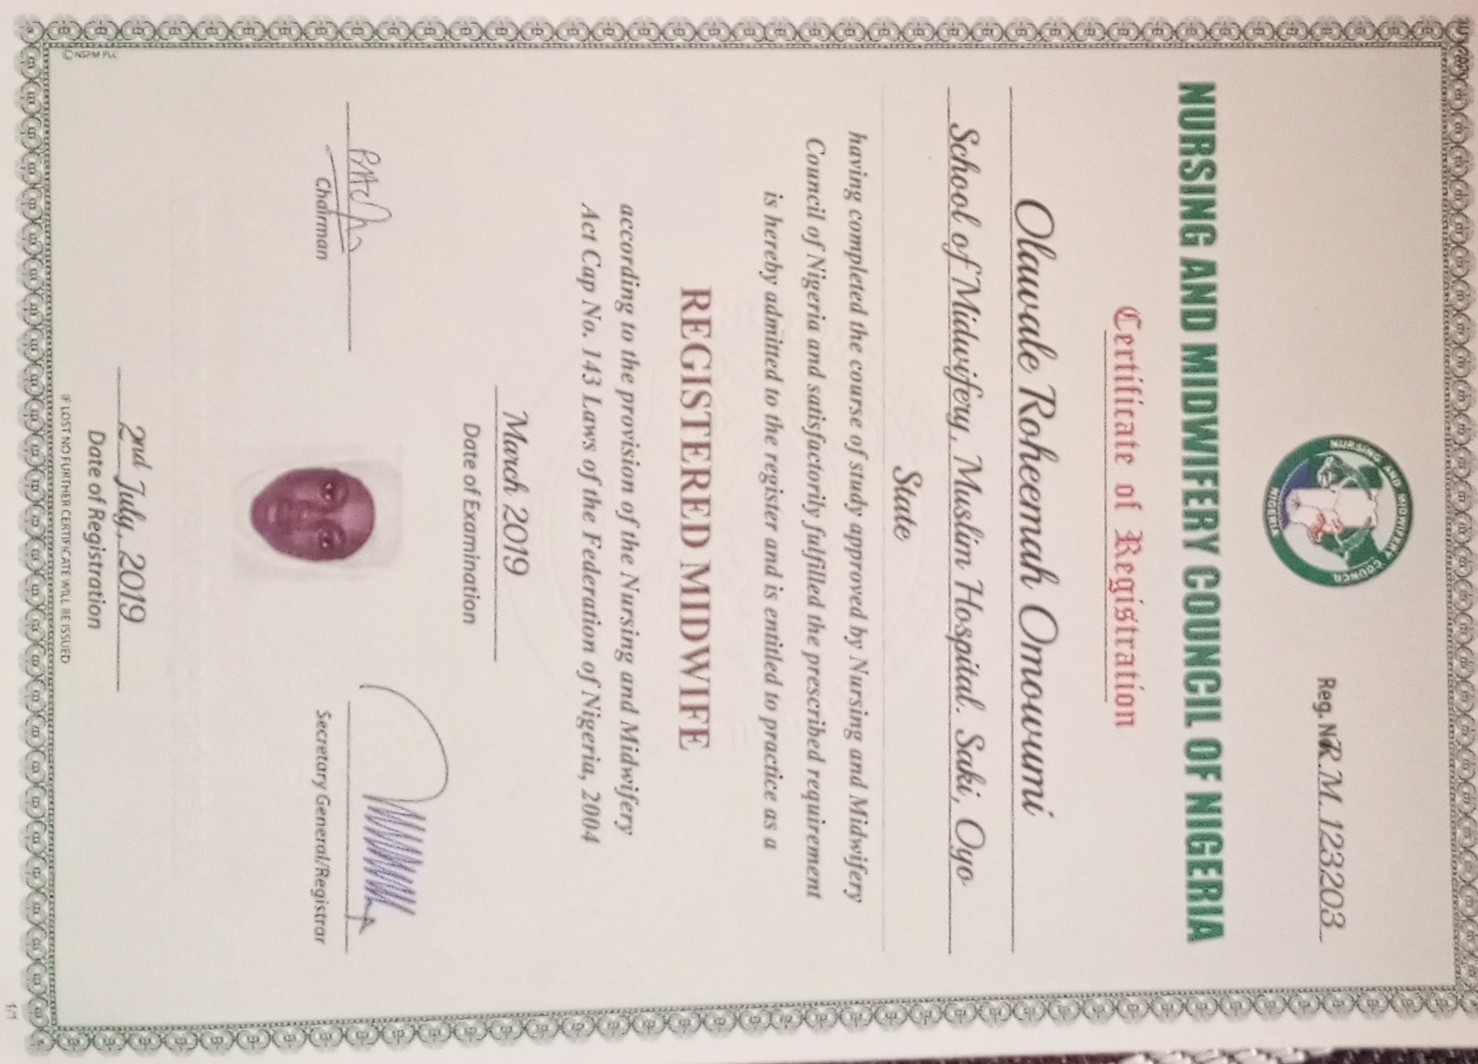 NURSING AND MIDWIFERY COUNCIL
NIGERIA
Reg. No R. M. 123203
NURSING AND MIDWIFERY COUNCIL OF NIGERIA
Certificate of Registration
Olawale Roheemah Omowumi
School of Midwifery, Muslim Hospital. Saki, Oyo
State
having completed the course of study approved by Nursing and Midwifery
Council of Nigeria and satisfactorily fulfilled the prescribed requirement
is hereby admitted to the register and is entitled to practice as a
REGISTERED MIDWIFE
according to the provision of the Nursing and Midwifery
Act Cap No. 143 Laws of the Federation of Nigeria, 2004
March 2019
Date of Examination
Chairman
Secretary General/Registrar
2nd July, 2019
Date of Registration
IF LOST NO FURTHER CERTIFICATE WILL BE ISSUED
© NSPM PLC